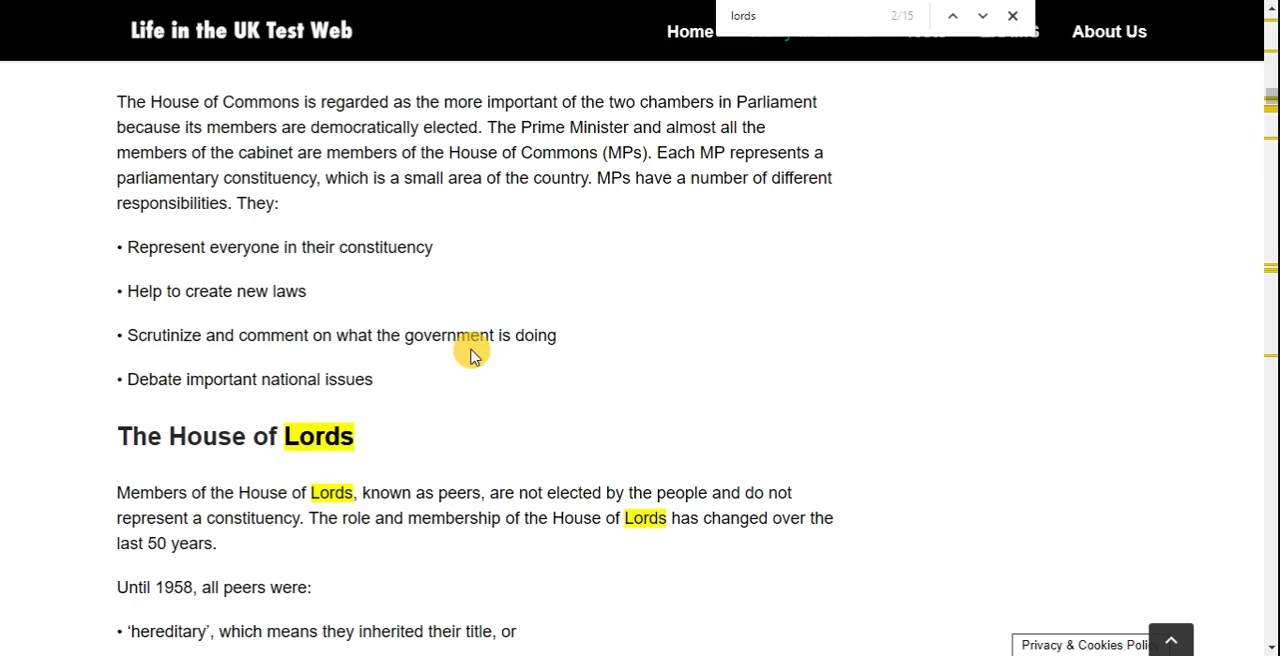 Life in the UK Test Web
Home
About Us
lords
2/15
The House of Commons is regarded as the more important of the two chambers in Parliament
because its members are democratically elected. The Prime Minister and almost all the
members of the cabinet are members of the House of Commons (MPs). Each MP represents a
parliamentary constituency, which is a small area of the country. MPs have a number of different
responsibilities. They:
• Represent everyone in their constituency
• Help to create new laws
• Scrutinize and comment on what the government is doing
• Debate important national issues
The House of Lords
Members of the House of Lords, known as peers, are not elected by the people and do not
represent a constituency. The role and membership of the House of Lords has changed over the
last 50 years.
Until 1958, all peers were:
• ‘hereditary’, which means they inherited their title, or
Privacy & Cookies Polic